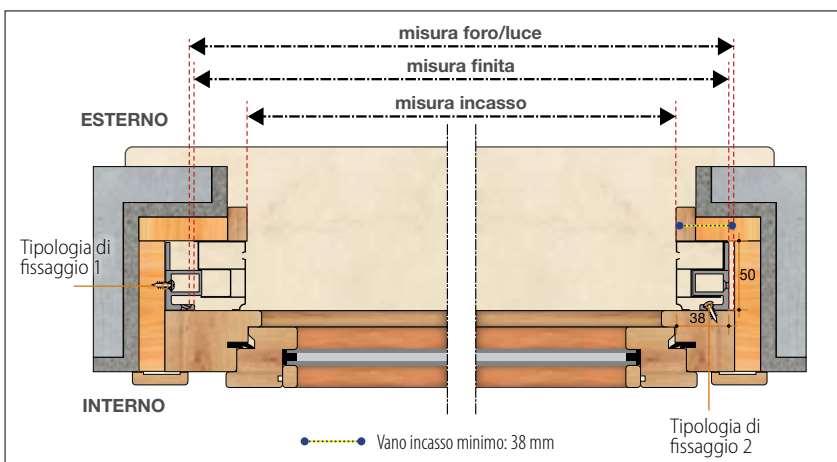 misura foro/luce
misura finita
misura incasso
ESTERNO
Tipologia di
fissaggio 1
50
38
INTERNO
Vano incasso minimo: 38 mm
Tipologia di
fissaggio 2